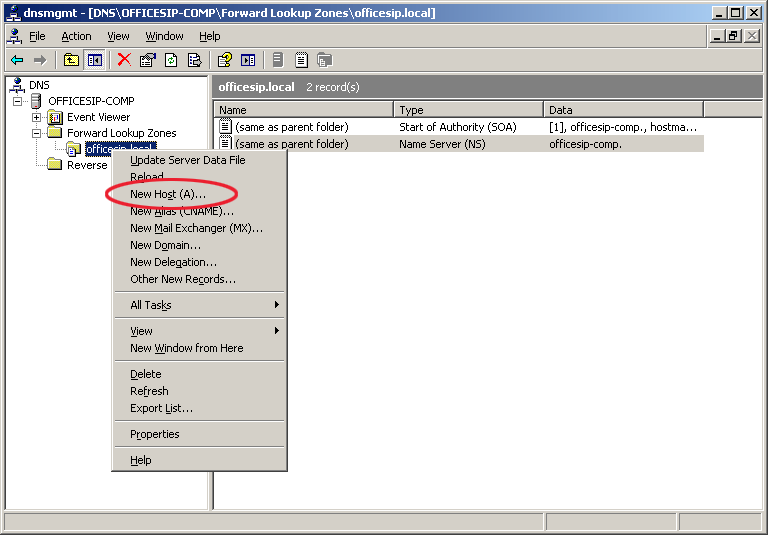 dnsmgmt - [DNS\OFFICESIP-COMP\Forward Lookup Zones\officesip.local]
File Action View Window Help
DNS
OFFICESIP-COMP
Event Viewer
Forward Lookup Zones
officesip.local
Reverse
officesip.local 2 record(s)
Name Type Data
(same as parent folder) Start of Authority (SOA) [1], officesip-comp., hostma...
(same as parent folder) Name Server (NS) officesip-comp.
Update Server Data File
Reload
New Host (A)...
New Alias (CNAME)...
New Mail Exchanger (MX)...
New Domain...
New Delegation...
Other New Records...
All Tasks
View
New Window from Here
Delete
Refresh
Export List...
Properties
Help